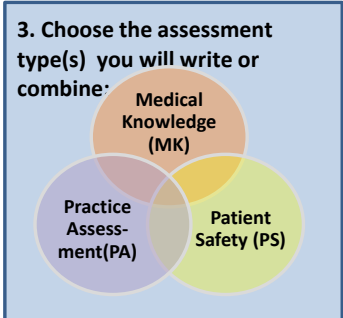 3. Choose the assessment
type(s)  you will write or
combine:
Medical
Knowledge
(MK)
Practice
Assess-
ment(PA)
Patient
Safety (PS)